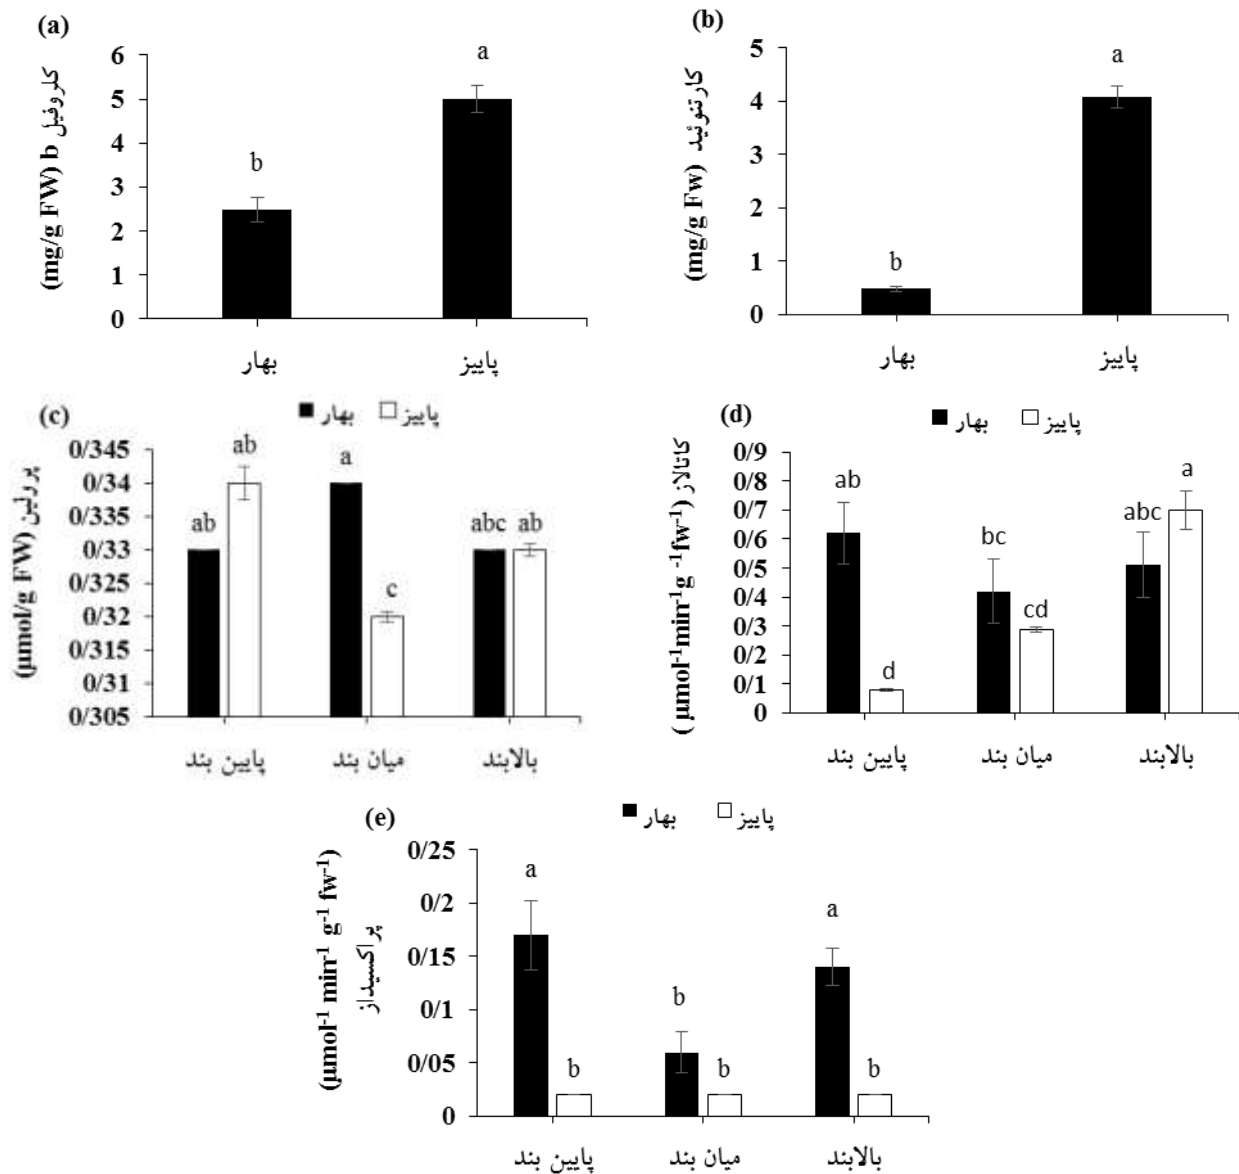 (a)
کلروفیل b (mg/g FW)
6
5
4
3
2
1
0
b
a
بهار
پاییز
(b)
کارتنوئید (mg/g Fw)
5
4
3
2
1
0
b
a
بهار
پاییز
(c)
بهار
پاییز
پرولین (µmol/g FW)
0/345
0/34
0/335
0/33
0/325
0/32
0/315
0/31
0/305
ab
ab
a
c
abc
ab
پایین بند
میان بند
بالابند
(d)
بهار
پاییز
کاتالاز (µmol-1min-1g -1fw-1 )
0/9
0/8
0/7
0/6
0/5
0/4
0/3
0/2
0/1
0
ab
d
bc
cd
abc
a
پایین بند
میان بند
بالابند
(e)
بهار
پاییز
(µmol-1 min-1 g-1 fw-1)
پراکسیداز
0/25
0/2
0/15
0/1
0/05
0
a
b
b
b
a
b
پایین بند
میان بند
بالابند